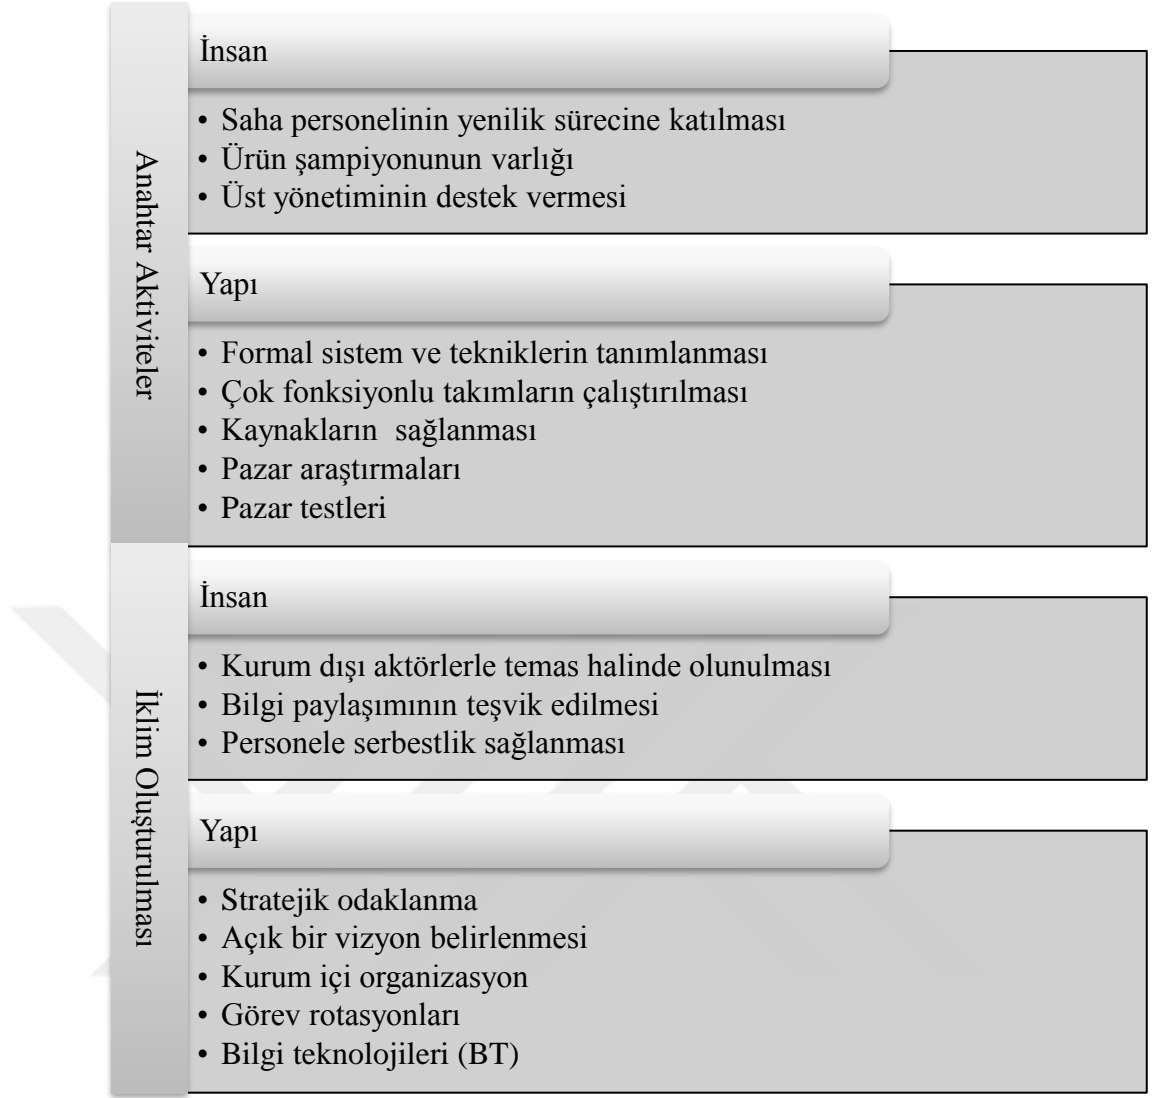 Anahtar Aktiviteler
İnsan
• Saha personelinin yenilik sürecine katılması
• Ürün şampiyonunun varlığı
• Üst yönetiminin destek vermesi
Yapı
• Formal sistem ve tekniklerin tanımlanması
• Çok fonksiyonlu takımların çalıştırılması
• Kaynakların sağlanması
• Pazar araştırmaları
• Pazar testleri
İklim Oluşturulması
İnsan
• Kurum dışı aktörlerle temas halinde olunulması
• Bilgi paylaşımının teşvik edilmesi
• Personele serbestlik sağlanması
Yapı
• Stratejik odaklanma
• Açık bir vizyon belirlenmesi
• Kurum içi organizasyon
• Görev rotasyonları
• Bilgi teknolojileri (BT)